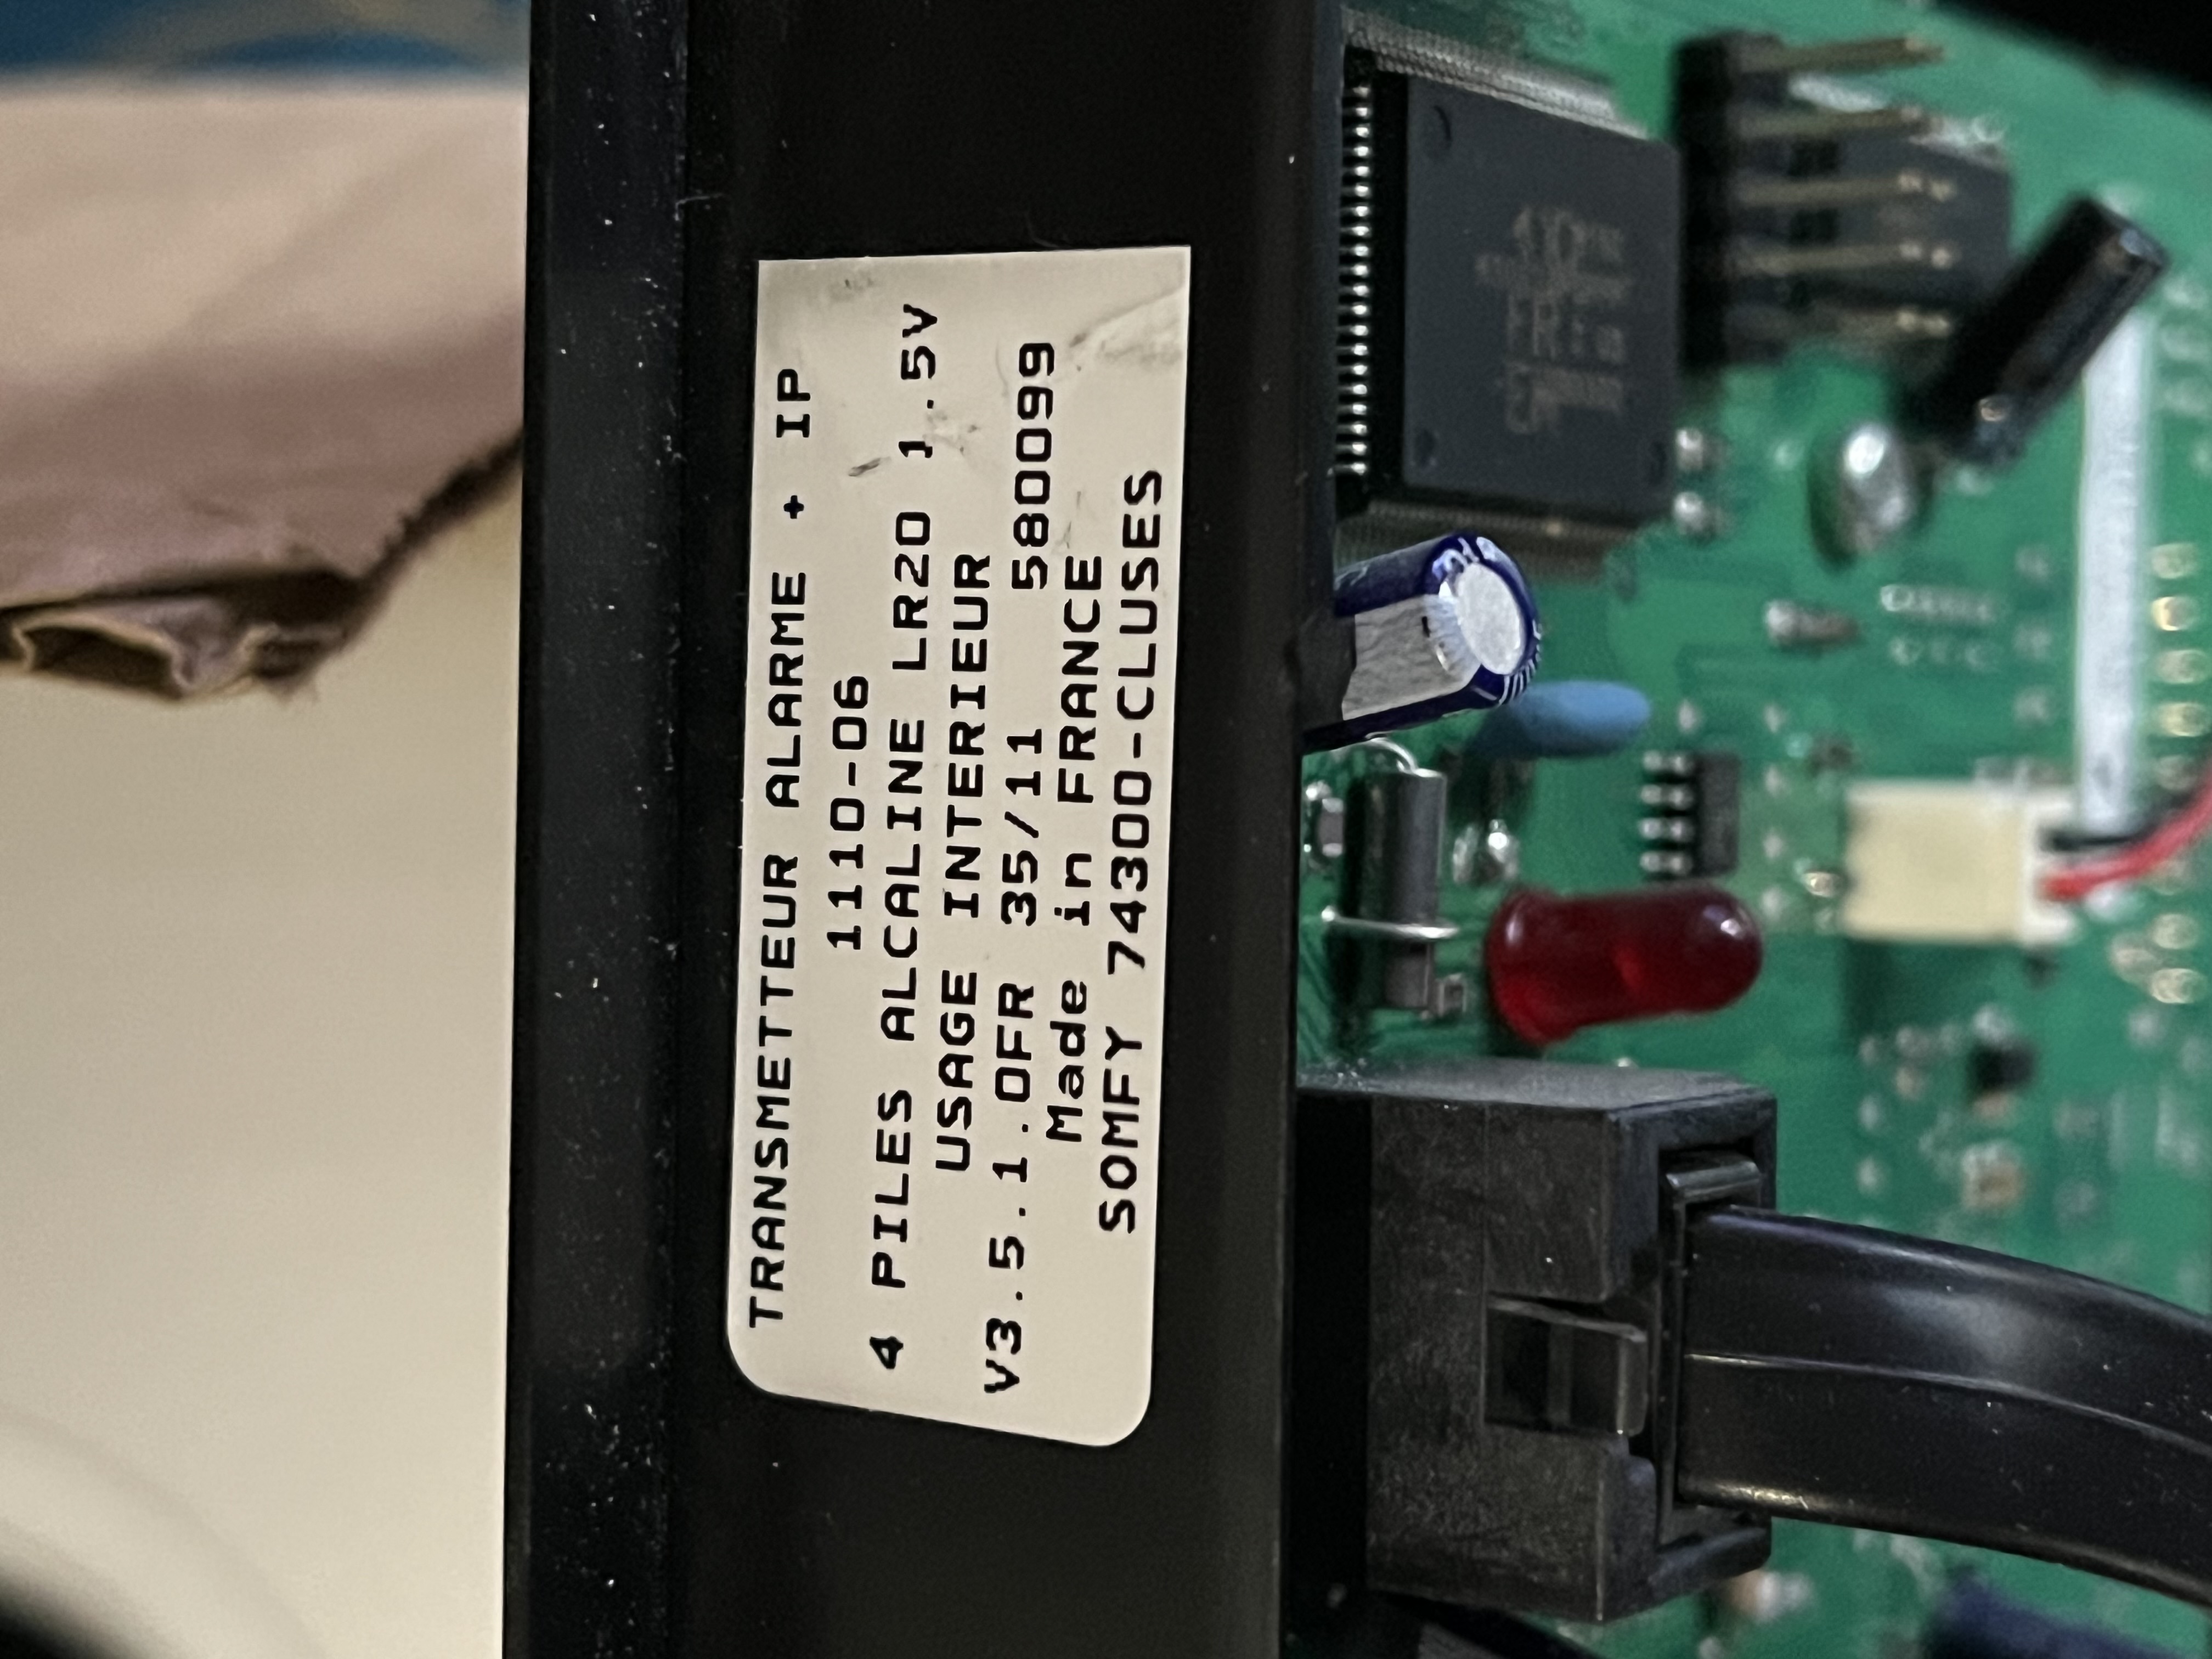 TRANSMETTEUR ALARME + IP
1110-06
4 PILES ALCALINE LR20 1.5V
USAGE INTERIEUR
V3.5.1.0FR 35/11 580099
Made in FRANCE
SOMFY 74300-CLUSES